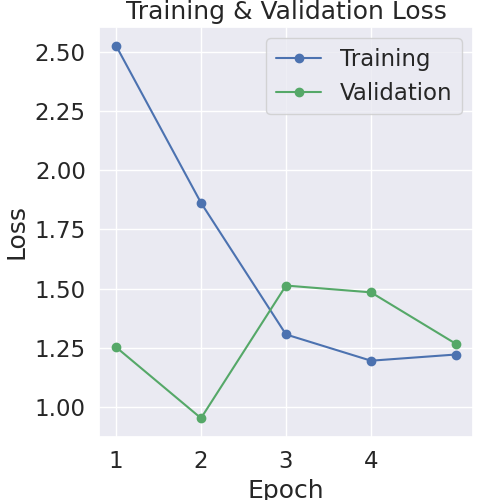 Training & Validation Loss
Training
Validation
Loss
2.50
2.25
2.00
1.75
1.50
1.25
1.00
1 2 3 4
Epoch